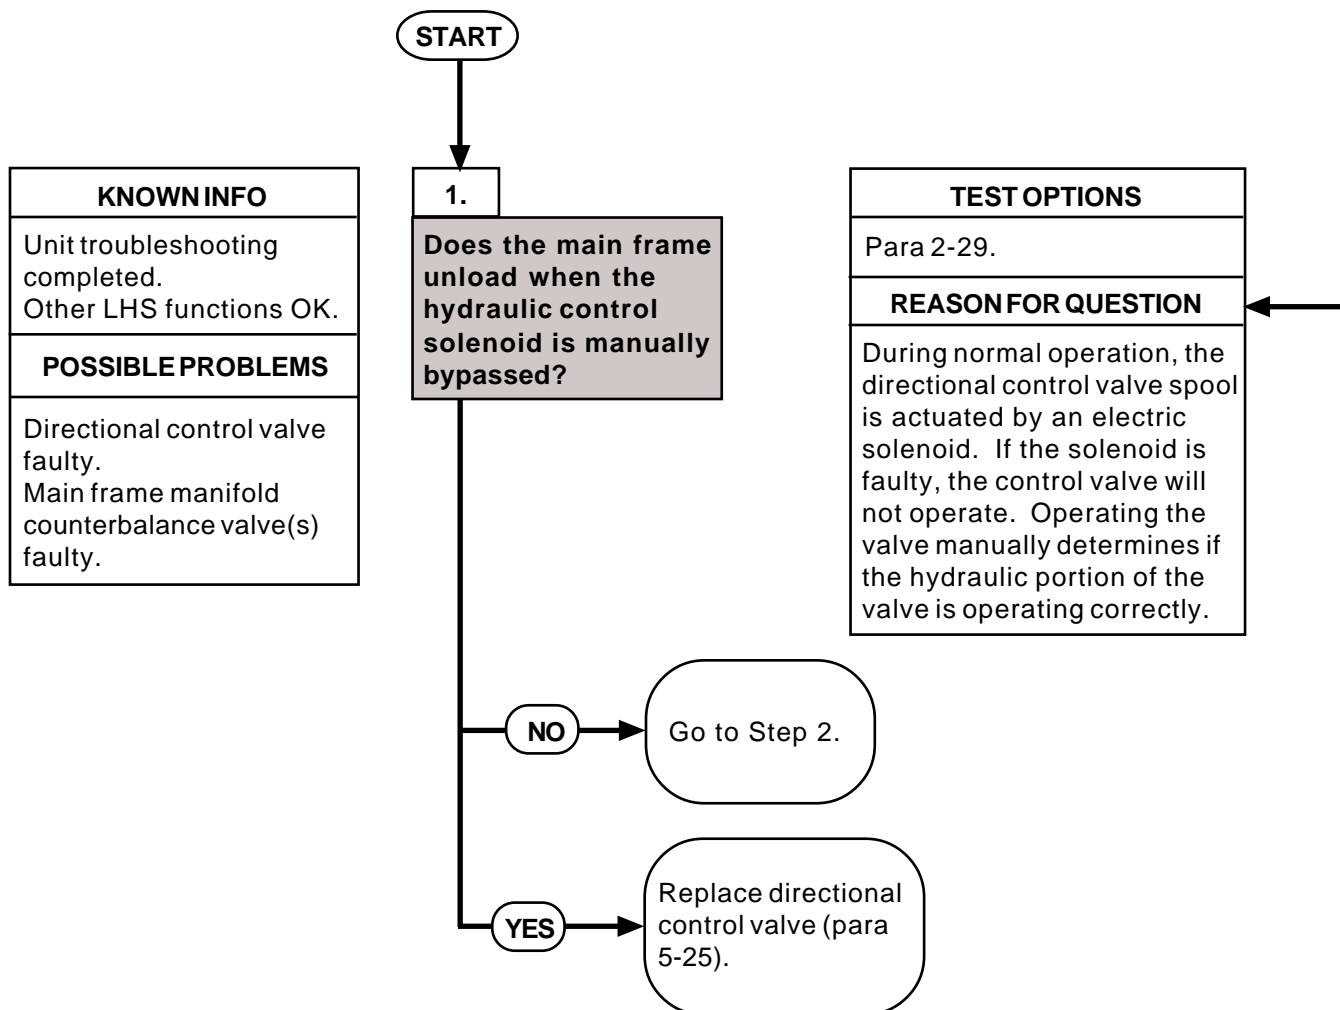 START
KNOWN INFO
Unit troubleshooting
completed.
Other LHS functions OK.
POSSIBLE PROBLEMS
Directional control valve
faulty.
Main frame manifold
counterbalance valve(s)
faulty.
1.
Does the main frame
unload when the
hydraulic control
solenoid is manually
bypassed?
TEST OPTIONS
Para 2-29.
REASON FOR QUESTION
During normal operation, the
directional control valve spool
is actuated by an electric
solenoid. If the solenoid is
faulty, the control valve will
not operate. Operating the
valve manually determines if
the hydraulic portion of the
valve is operating correctly.
NO
Go to Step 2.
YES
Replace directional
control valve (para
5-25).